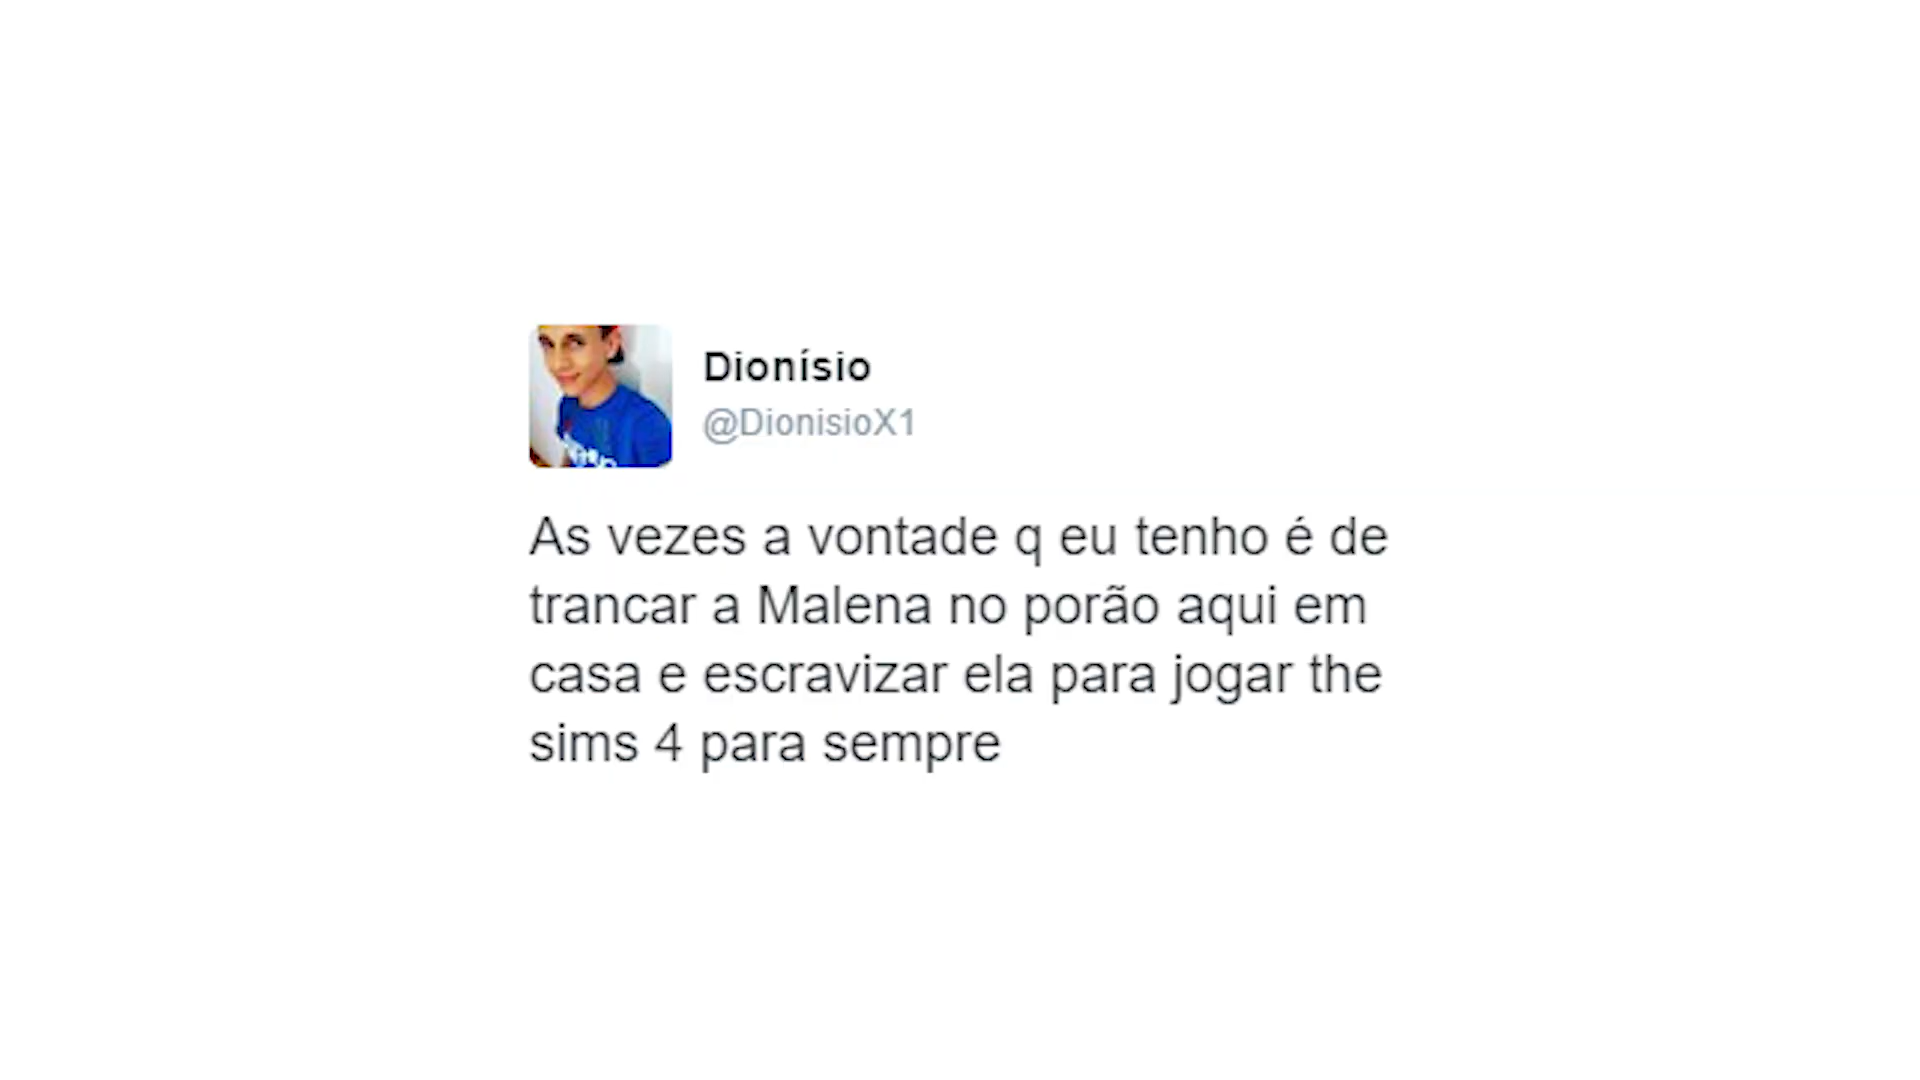 Dionísio
@DionisioX1
As vezes a vontade q eu tenho é de
trancar a Malena no porão aqui em
casa e escravizar ela para jogar the
sims 4 para sempre